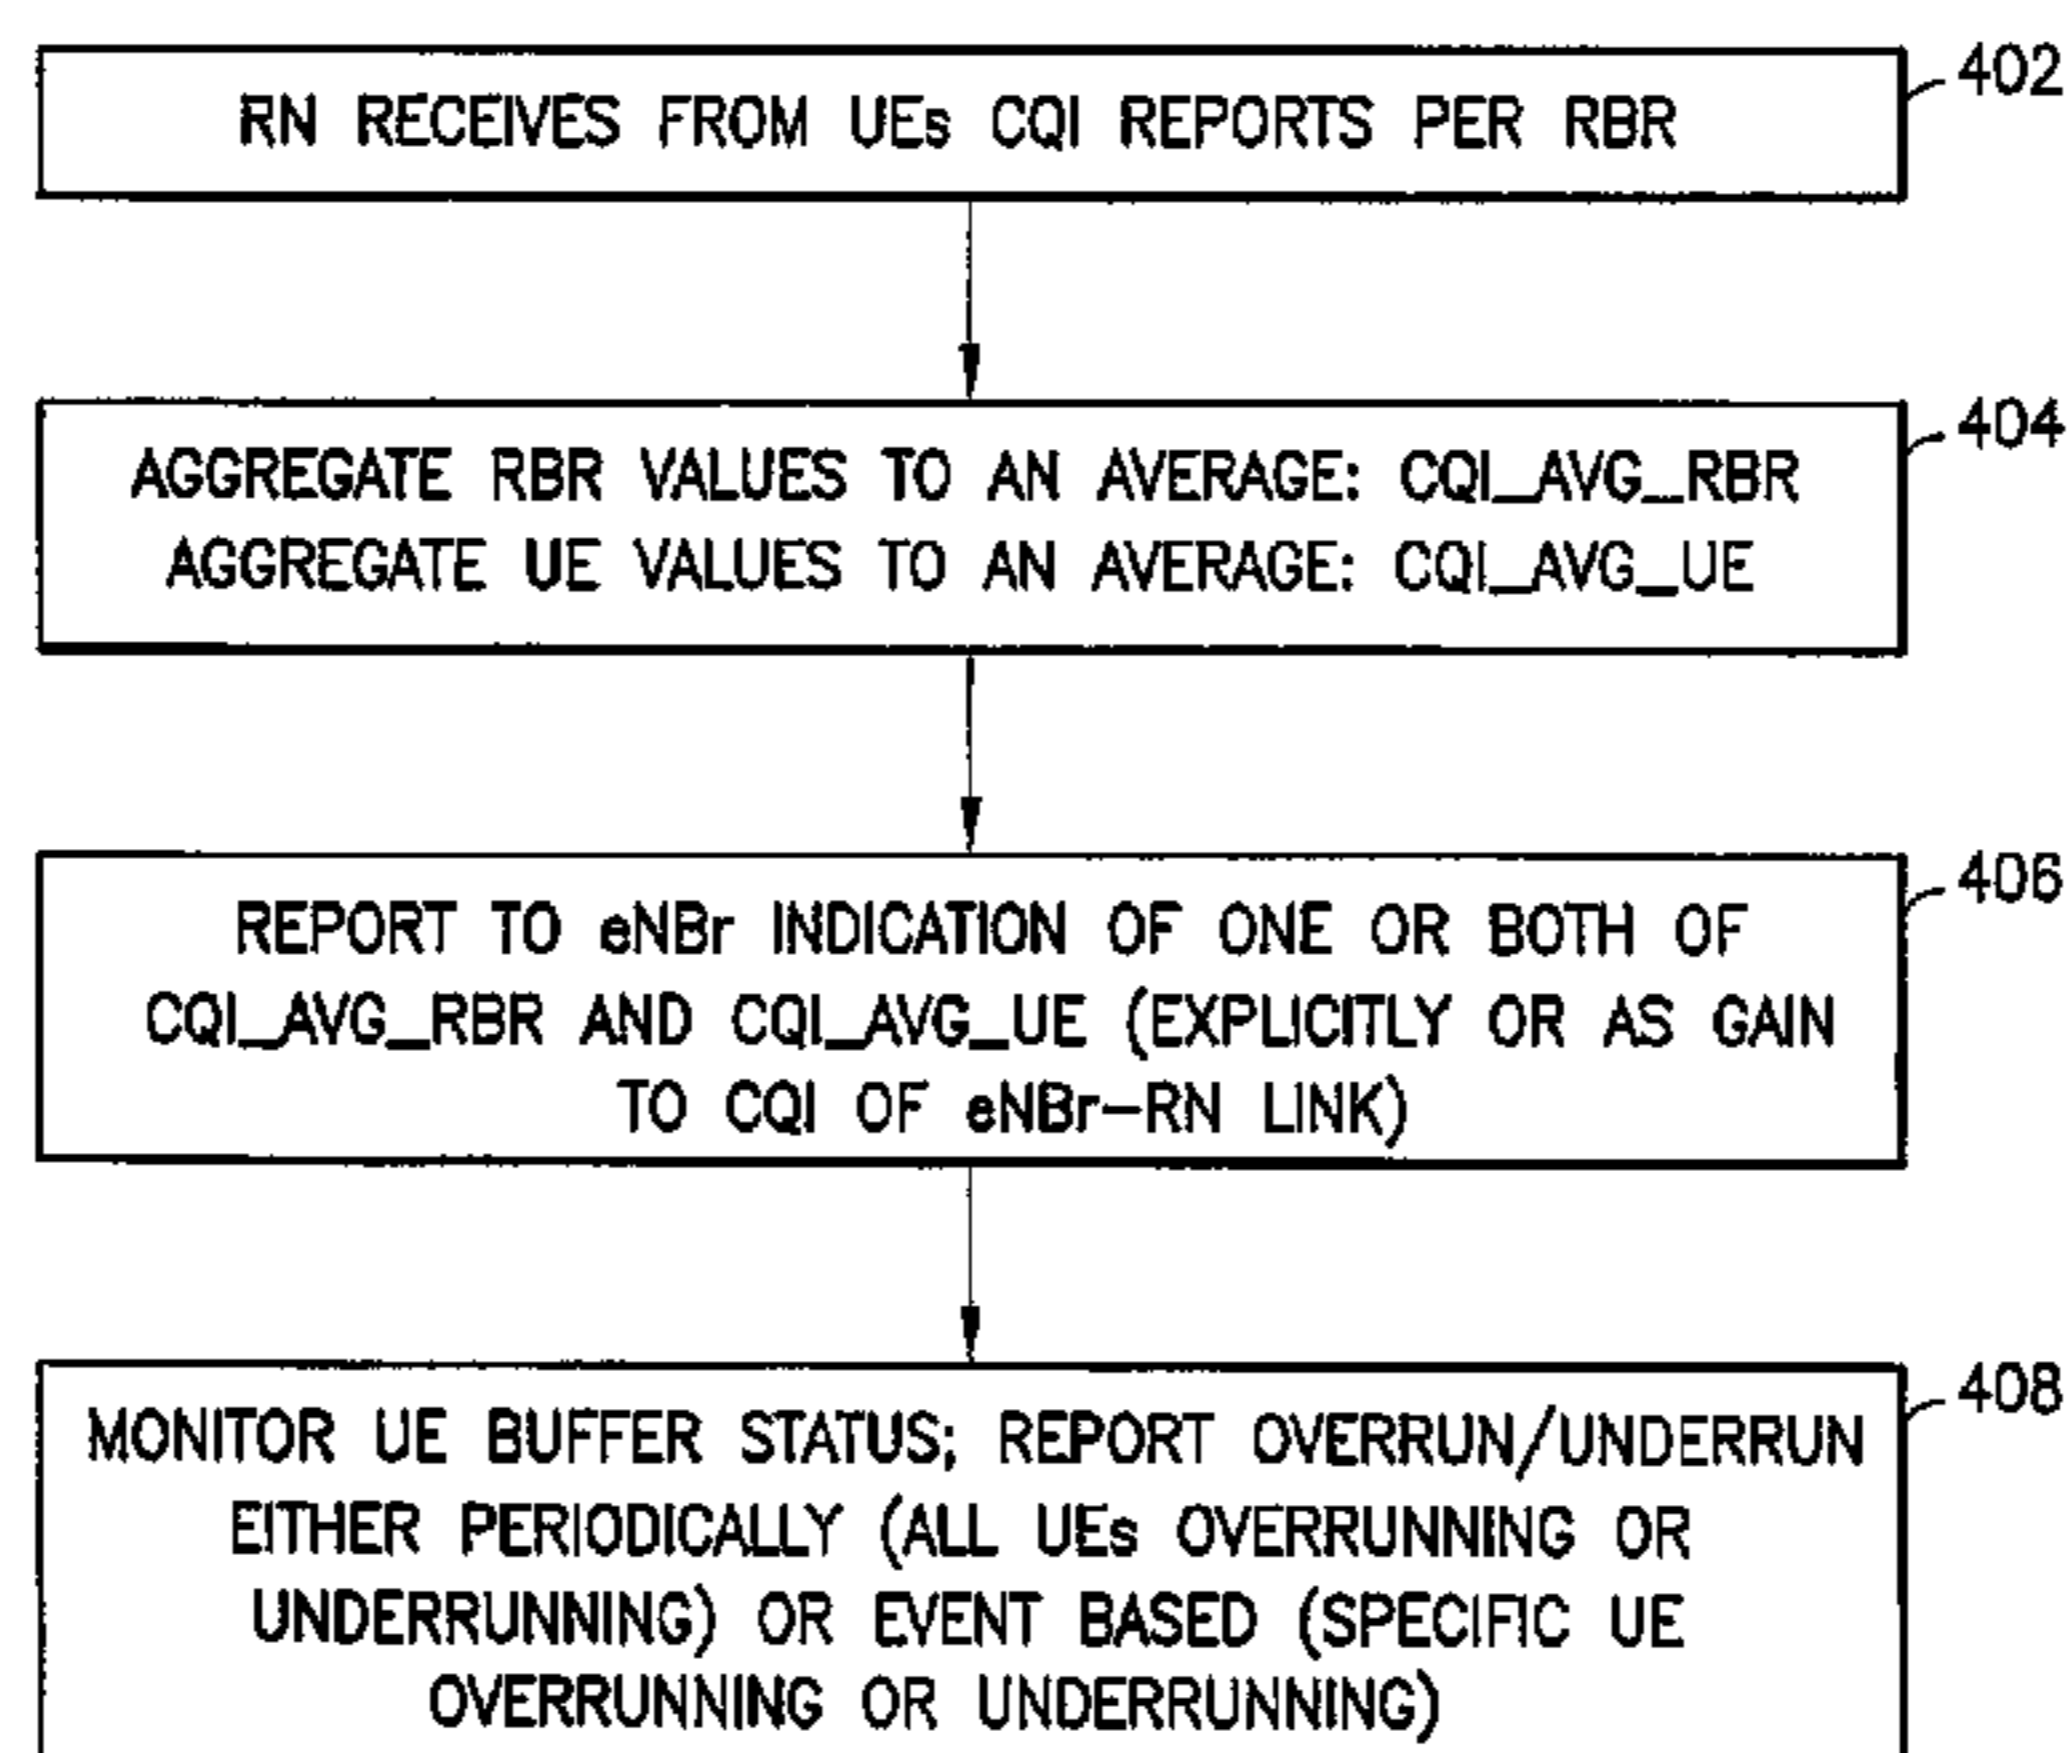 402
RN RECEIVES FROM UEs CQI REPORTS PER RBR
404
AGGREGATE RBR VALUES TO AN AVERAGE: CQI_AVG_RBR
AGGREGATE UE VALUES TO AN AVERAGE: CQI_AVG_UE
406
REPORT TO eNBr INDICATION OF ONE OR BOTH OF
CQI_AVG_RBR AND CQI_AVG_UE (EXPLICITLY OR AS GAIN
TO CQI OF eNBr-RN LINK)
408
MONITOR UE BUFFER STATUS; REPORT OVERRUN/UNDERRUN
EITHER PERIODICALLY (ALL UEs OVERRUNNING OR
UNDERRUNNING) OR EVENT BASED (SPECIFIC UE
OVERRUNNING OR UNDERRUNNING)